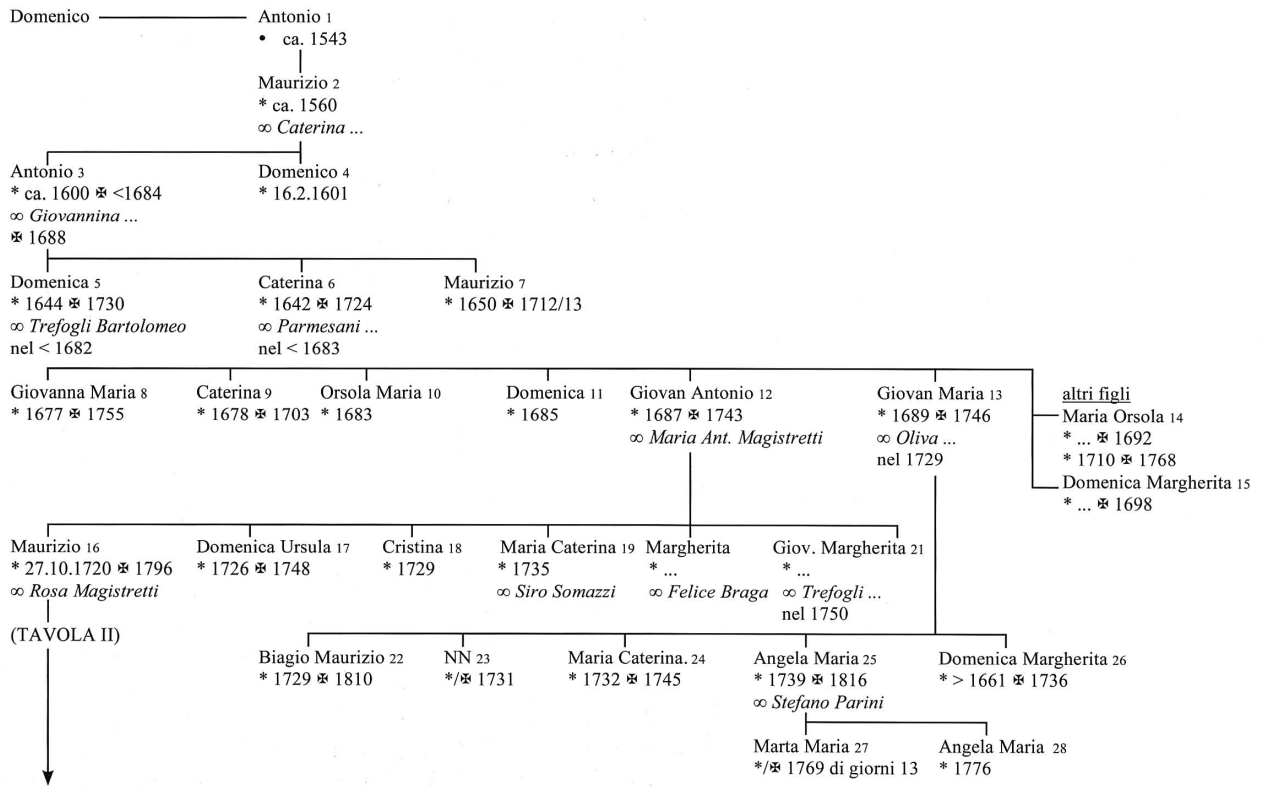 Domenico
Antonio 1
• ca. 1543
Maurizio 2
* ca. 1560
∞ Caterina ...
Antonio 3
* ca. 1600 ✠ <1684
∞ Giovannina ...
✠ 1688
Domenico 4
* 16.2.1601
Domenica 5
* 1644 ✠ 1730
∞ Trefogli Bartolomeo
nel < 1682
Caterina 6
* 1642 ✠ 1724
∞ Parmesani ...
nel < 1683
Maurizio 7
* 1650 ✠ 1712/13
Giovanna Maria 8
* 1677 ✠ 1755
Caterina 9
* 1678 ✠ 1703
Orsola Maria 10
* 1683
Domenica 11
* 1685
Giovan Antonio 12
* 1687 ✠ 1743
∞ Maria Ant. Magistretti
Giovan Maria 13
* 1689 ✠ 1746
∞ Oliva ...
nel 1729
altri figli
Maria Orsola 14
* ... ✠ 1692
* 1710 ✠ 1768
Domenica Margherita 15
* ... ✠ 1698
Maurizio 16
* 27.10.1720 ✠ 1796
∞ Rosa Magistretti
(TAVOLA II)
Domenica Ursula 17
* 1726 ✠ 1748
Cristina 18
* 1729
Maria Caterina 19
* 1735
∞ Siro Somazzi
Margherita
* ...
∞ Felice Braga
Giov. Margherita 21
* ...
∞ Trefogli ...
nel 1750
Biagio Maurizio 22
* 1729 ✠ 1810
NN 23
*/✠ 1731
Maria Caterina. 24
* 1732 ✠ 1745
Angela Maria 25
* 1739 ✠ 1816
∞ Stefano Parini
Domenica Margherita 26
* > 1661 ✠ 1736
Marta Maria 27
*/✠ 1769 di giorni 13
Angela Maria 28
* 1776